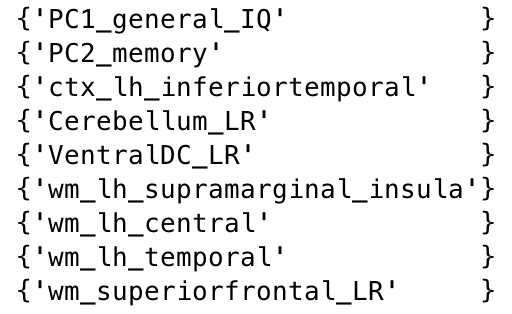 {'PC1_general_IQ'            }
{'PC2_memory'                }
{'ctx_lh_inferiortemporal'   }
{'Cerebellum_LR'             }
{'VentralDC_LR'              }
{'wm_lh_supramarginal_insula'}
{'wm_lh_central'             }
{'wm_lh_temporal'            }
{'wm_superiorfrontal_LR'     }